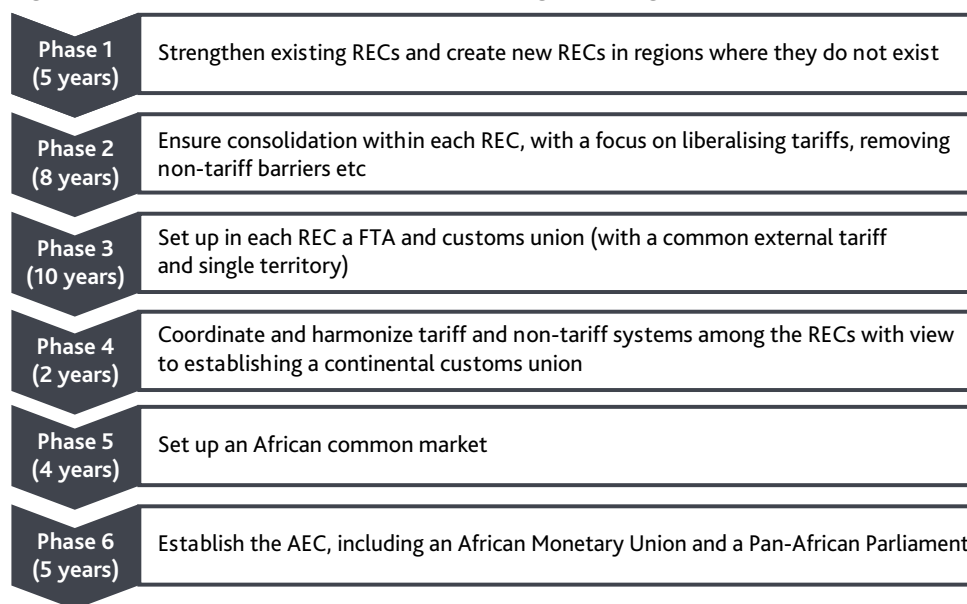 Phase 1
(5 years)
Strengthen existing RECs and create new RECs in regions where they do not exist
Phase 2
(8 years)
Ensure consolidation within each REC, with a focus on liberalising tariffs, removing
non-tariff barriers etc
Phase 3
(10 years)
Set up in each REC a FTA and customs union (with a common external tariff
and single territory)
Phase 4
(2 years)
Coordinate and harmonize tariff and non-tariff systems among the RECs with view
to establishing a continental customs union
Phase 5
(4 years)
Set up an African common market
Phase 6
(5 years)
Establish the AEC, including an African Monetary Union and a Pan-African Parliament